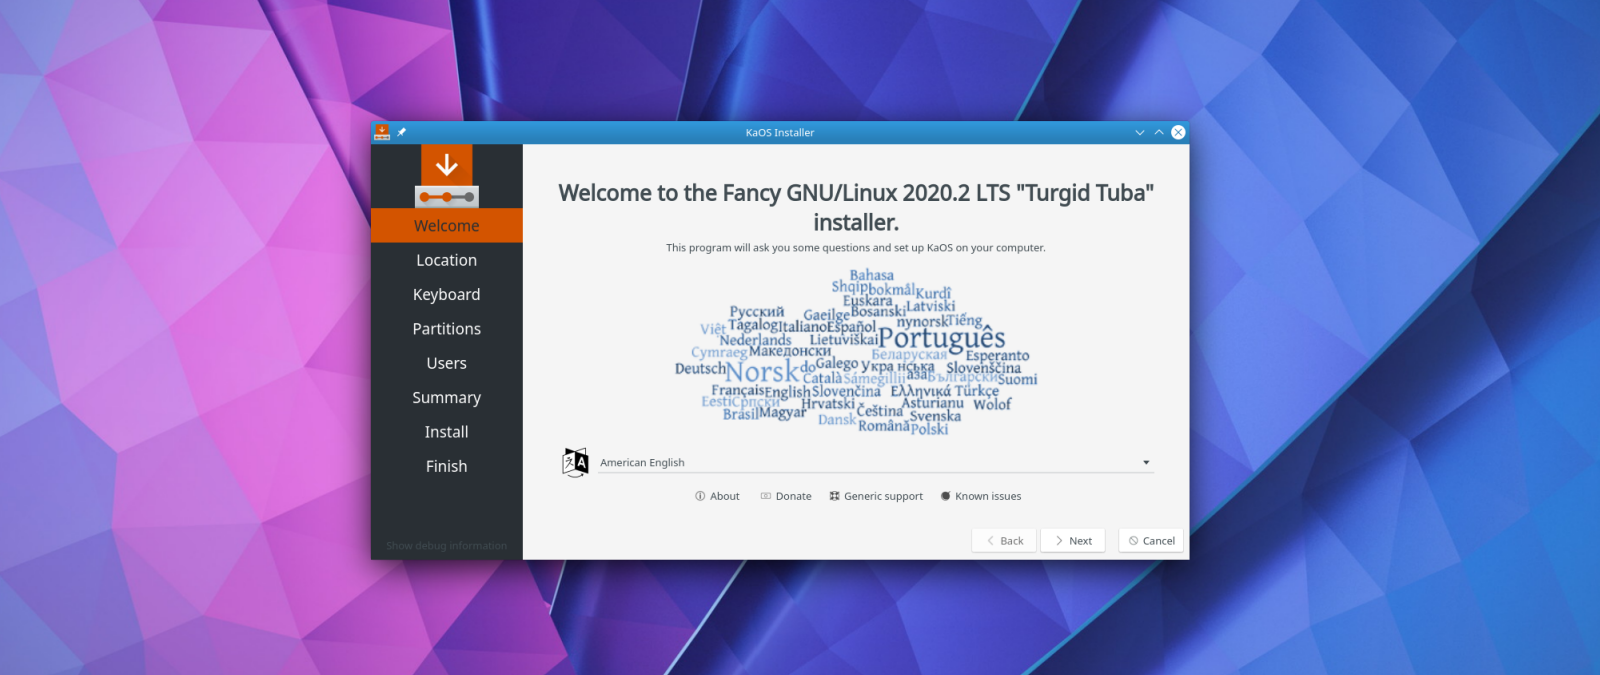 KaOS Installer
Welcome
Location
Keyboard
Partitions
Users
Summary
Install
Finish
Show debug information
Welcome to the Fancy GNU/Linux 2020.2 LTS "Turgid Tuba"
installer.
This program will ask you some questions and set up KaOS on your computer.
Bahasa
Shqip bokmål Kurdî
Euskara Latviski
Русский Gaeilge Bosanski
Việt Tagalog Italiano Español nynorsk Tiếng
Nederlands Lietuviškai Português
Cymraeg Македонски Беларуская Esperanto
Deutsch Norsk do Galego Slovenščina
Català Sámegillii Български Suomi
Français English Slovenčina Ελληνικά Türkçe
Eesti Српски Hrvatski Asturianu Wolof
Brasil Magyar Dansk Čeština Svenska
Română Polski
A
American English
About Donate Generic support Known issues
Back Next Cancel